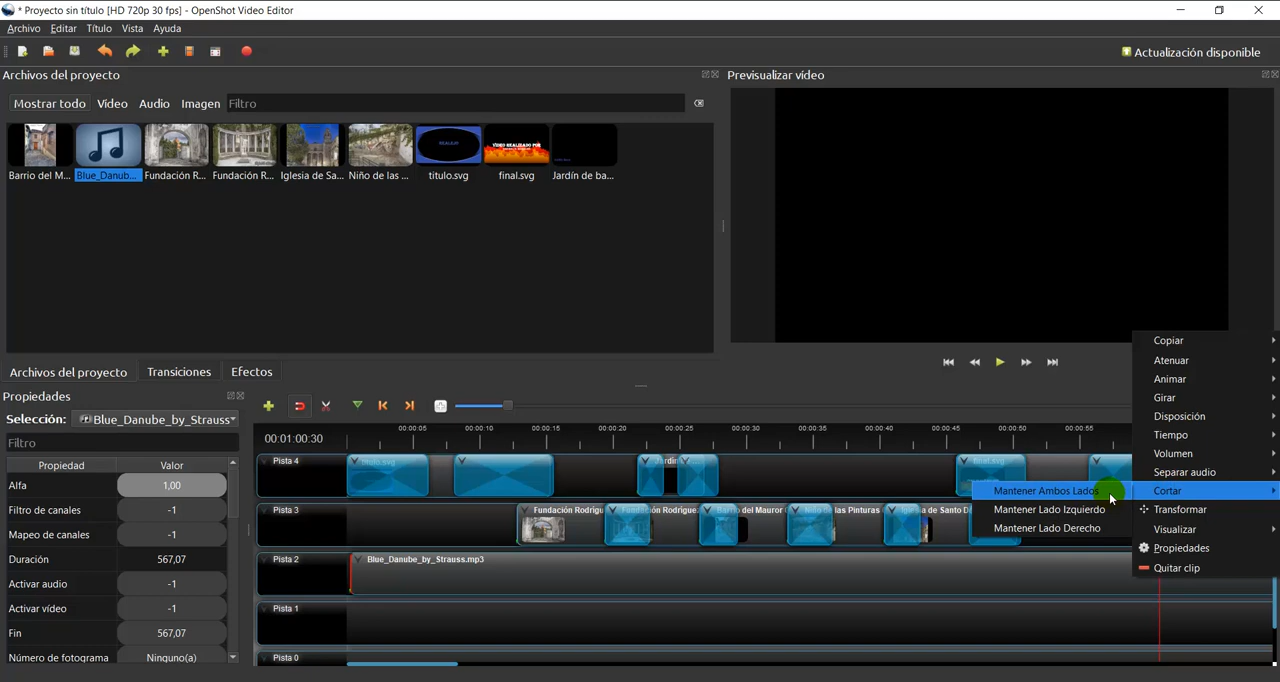 * Proyecto sin título [HD 720p 30 fps] - OpenShot Video Editor
Archivo Editar Título Vista Ayuda
Actualización disponible
Archivos del proyecto
Previsualizar vídeo
Mostrar todo Vídeo Audio Imagen Filtro
VÍDEO REALIZADO POR
Barrio del M... Blue_Danub... Fundación R... Fundación R... Iglesia de Sa... Niño de las ... titulo.svg final.svg Jardín de ba...
Archivos del proyecto Transiciones Efectos
Propiedades
Selección: Blue_Danube_by_Strauss
Filtro
Propiedad Valor
Alfa 1,00
Filtro de canales -1
Mapeo de canales -1
Duración 567,07
Activar audio -1
Activar vídeo -1
Fin 567,07
Número de fotograma Ninguno(a)
00:01:00:30
00:00:05 00:00:10 00:00:15 00:00:20 00:00:25 00:00:30 00:00:35 00:00:40 00:00:45 00:00:50 00:00:55
Pista 4 titulo.svg Jardín final.svg
Pista 3 Fundación Rodrígu Fundación Rodrígue Barrio del Mauror Niño de las Pinturas Iglesia de Santo D
Pista 2 Blue_Danube_by_Strauss.mp3
Pista 1
Pista 0
Copiar
Atenuar
Animar
Girar
Disposición
Tiempo
Volumen
Separar audio
Cortar
Transformar
Visualizar
Propiedades
Quitar clip
Mantener Ambos Lados
Mantener Lado Izquierdo
Mantener Lado Derecho